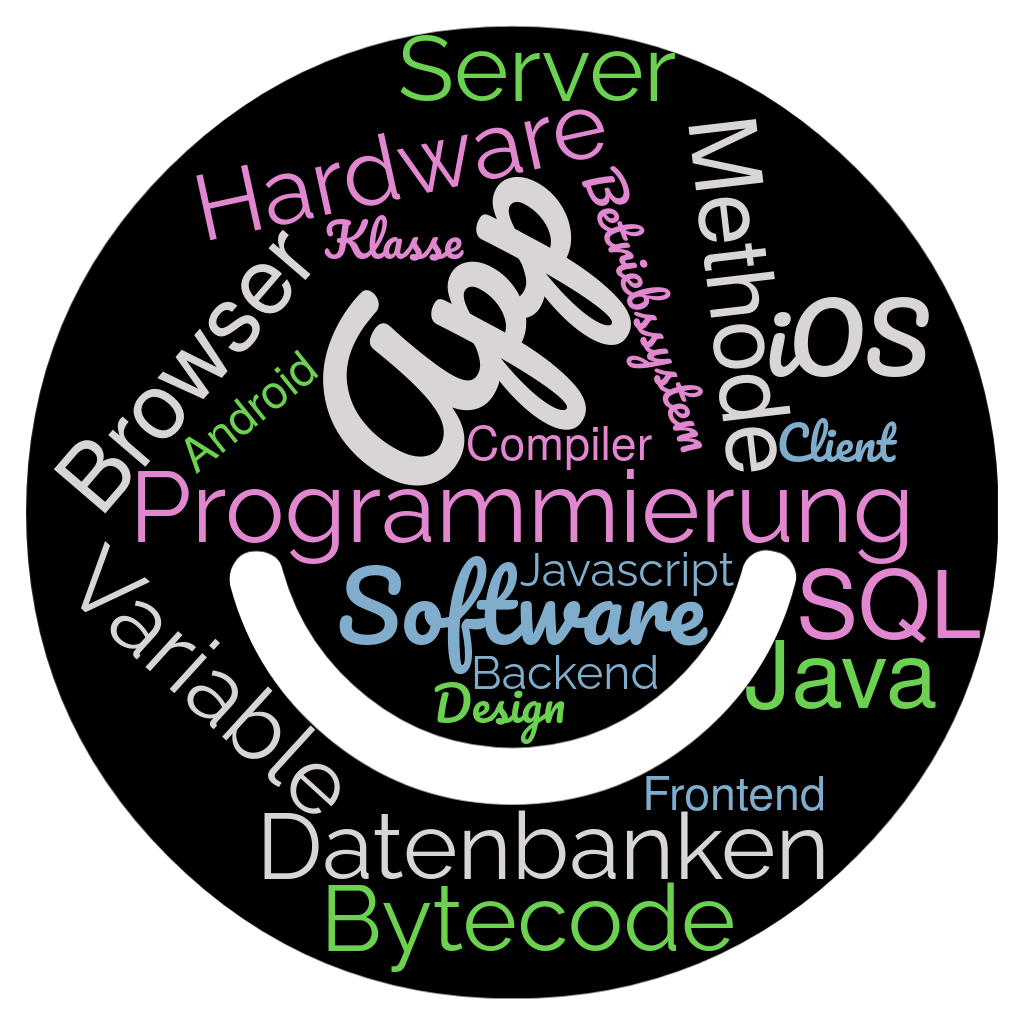 Server
Hardware
Klasse
App
Betriebssystem
Methode
iOS
Browser
Android
Compiler
Client
Programmierung
Javascript
Software
SQL
Variable
Backend
Java
Design
Frontend
Datenbanken
Bytecode